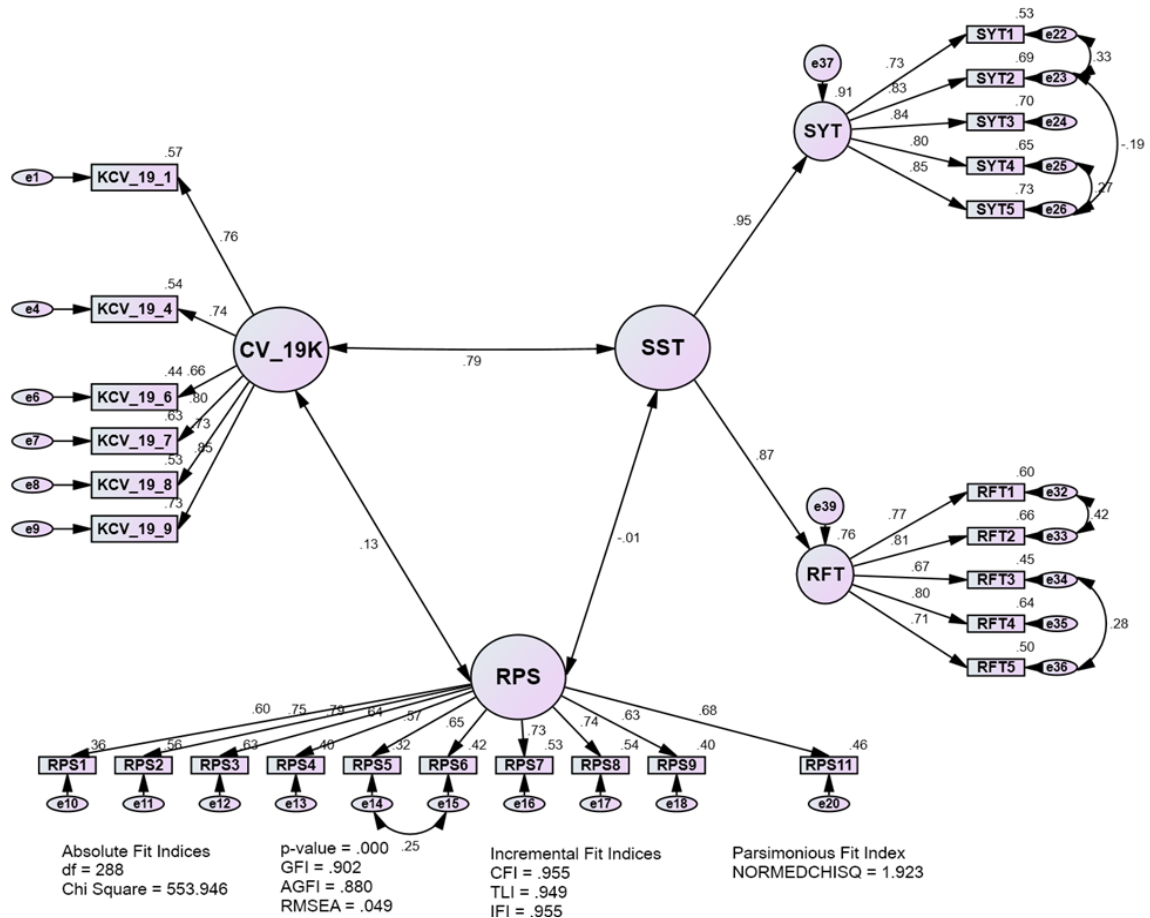 .53
SYT1
e22
.33
.73
e37
.69
SYT2
e23
.83
.91
.70
SYT3
e24
.84
SYT
-.19
.80
.65
SYT4
e25
.85
.27
.73
SYT5
e26
.57
e1
KCV_19_1
.76
.95
.54
e4
KCV_19_4
.74
CV_19K
SST
.79
.44
.66
e6
KCV_19_6
.80
.63
.73
e7
KCV_19_7
.85
.53
e8
KCV_19_8
.73
e9
KCV_19_9
.87
.60
RFT1
e32
.42
.77
e39
.66
RFT2
e33
.81
.76
.45
RFT3
e34
.67
RFT
.80
.64
RFT4
e35
.28
.71
.50
RFT5
e36
.13
-.01
RPS
.60 .75 .79 .64 .57 .65 .73 .74 .63 .68
.36 .56 .63 .40 .32 .42 .53 .54 .40 .46
RPS1 RPS2 RPS3 RPS4 RPS5 RPS6 RPS7 RPS8 RPS9 RPS11
e10 e11 e12 e13 e14 e15 e16 e17 e18 e20
.25
Absolute Fit Indices
df = 288
Chi Square = 553.946
p-value = .000
GFI = .902
AGFI = .880
RMSEA = .049
Incremental Fit Indices
CFI = .955
TLI = .949
IFI = .955
Parsimonious Fit Index
NORMEDCHISQ = 1.923